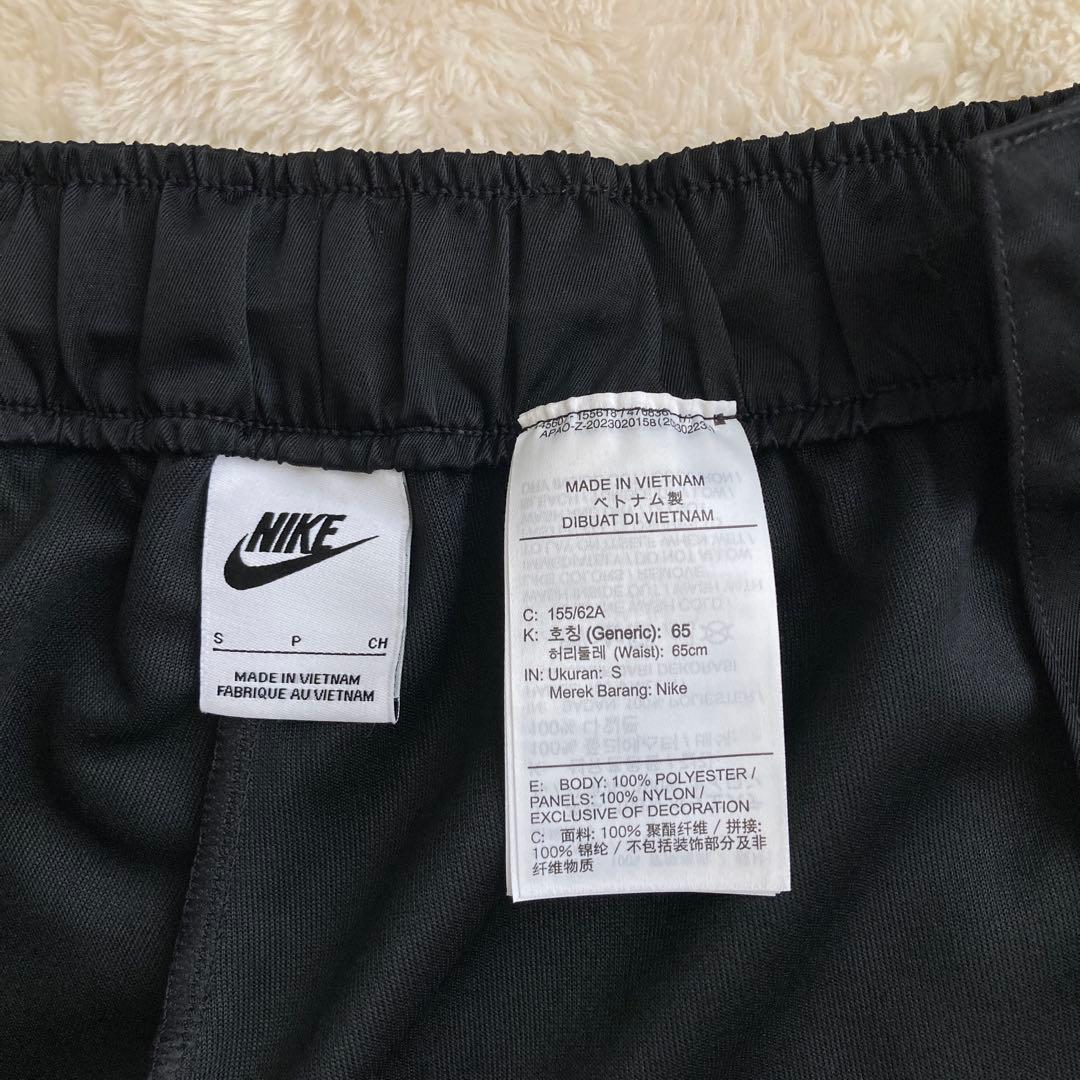 NIKE
S P CH
MADE IN VIETNAM
FABRIQUE AU VIETNAM
APAO-Z-2023020158
MADE IN VIETNAM
ベトナム製
DIBUAT DI VIETNAM
C: 155/62A
K: 호칭 (Generic): 65
허리둘레 (Waist): 65cm
IN: Ukuran: S
Merek Barang: Nike
E: BODY: 100% POLYESTER /
PANELS: 100% NYLON /
EXCLUSIVE OF DECORATION
C: 面料: 100% 聚酯纤维 / 拼接:
100% 锦纶 / 不包括装饰部分及非
纤维物质